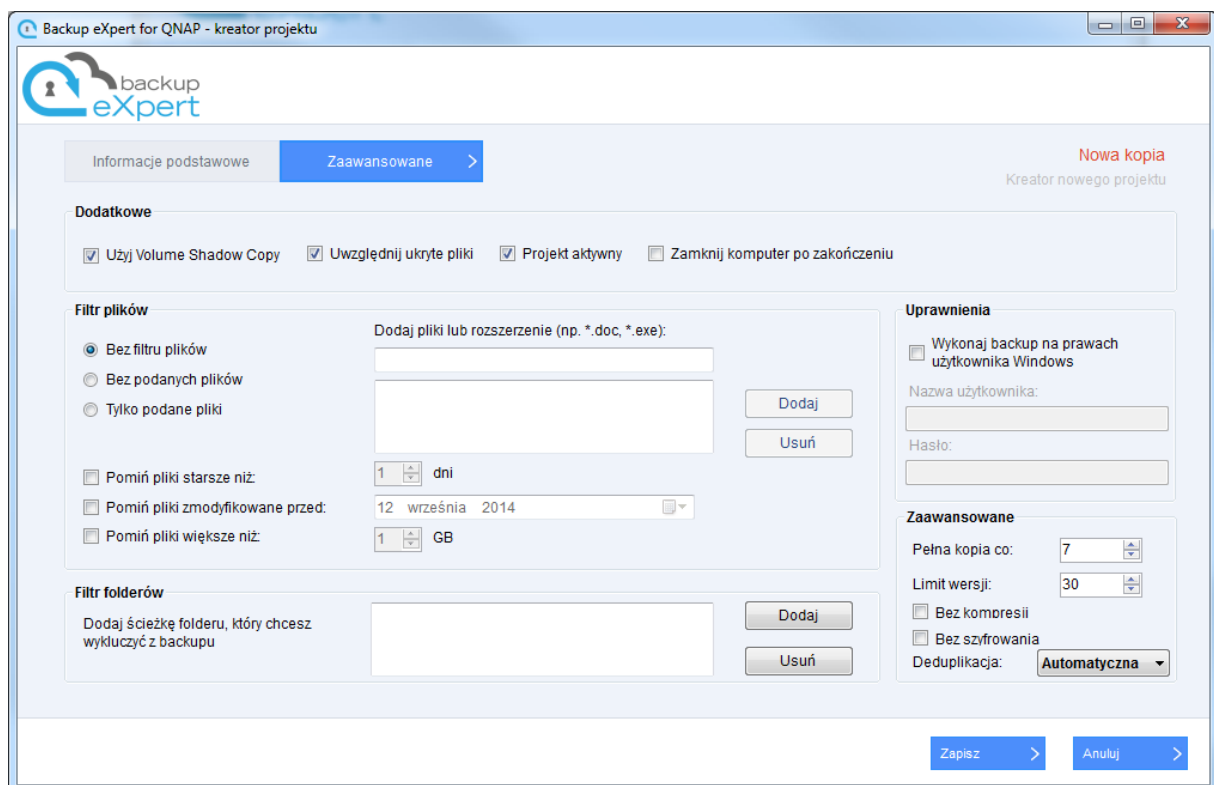 Backup eXpert for QNAP - kreator projektu
backup
eXpert
Informacje podstawowe
Zaawansowane
Nowa kopia
Kreator nowego projektu
Dodatkowe
Użyj Volume Shadow Copy
Uwzględnij ukryte pliki
Projekt aktywny
Zamknij komputer po zakończeniu
Filtr plików
Bez filtru plików
Bez podanych plików
Tylko podane pliki
Dodaj pliki lub rozszerzenie (np. *.doc, *.exe):
Dodaj
Usuń
Pomiń pliki starsze niż:
1
dni
Pomiń pliki zmodyfikowane przed:
12 września 2014
Pomiń pliki większe niż:
1
GB
Filtr folderów
Dodaj ścieżkę folderu, który chcesz
wykluczyć z backupu
Dodaj
Usuń
Uprawnienia
Wykonaj backup na prawach
użytkownika Windows
Nazwa użytkownika:
Hasło:
Zaawansowane
Pełna kopia co:
7
Limit wersji:
30
Bez kompresii
Bez szyfrowania
Deduplikacja:
Automatyczna
Zapisz
Anuluj